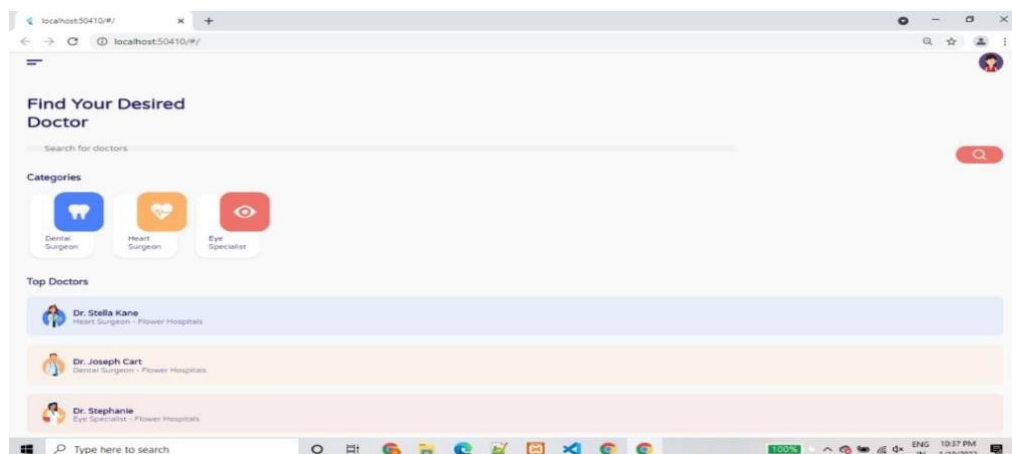 localhost:50410/#/
localhost:50410/#/
Find Your Desired
Doctor
Search for doctors
Categories
Dental
Surgeon
Heart
Surgeon
Eye
Specialist
Top Doctors
Dr. Stella Kane
Heart Surgeon - Flower Hospitals
Dr. Joseph Cart
Dental Surgeon - Flower Hospitals
Dr. Stephanie
Eye Specialist - Flower Hospitals
Type here to search
100%
ENG
10:37 PM
IN